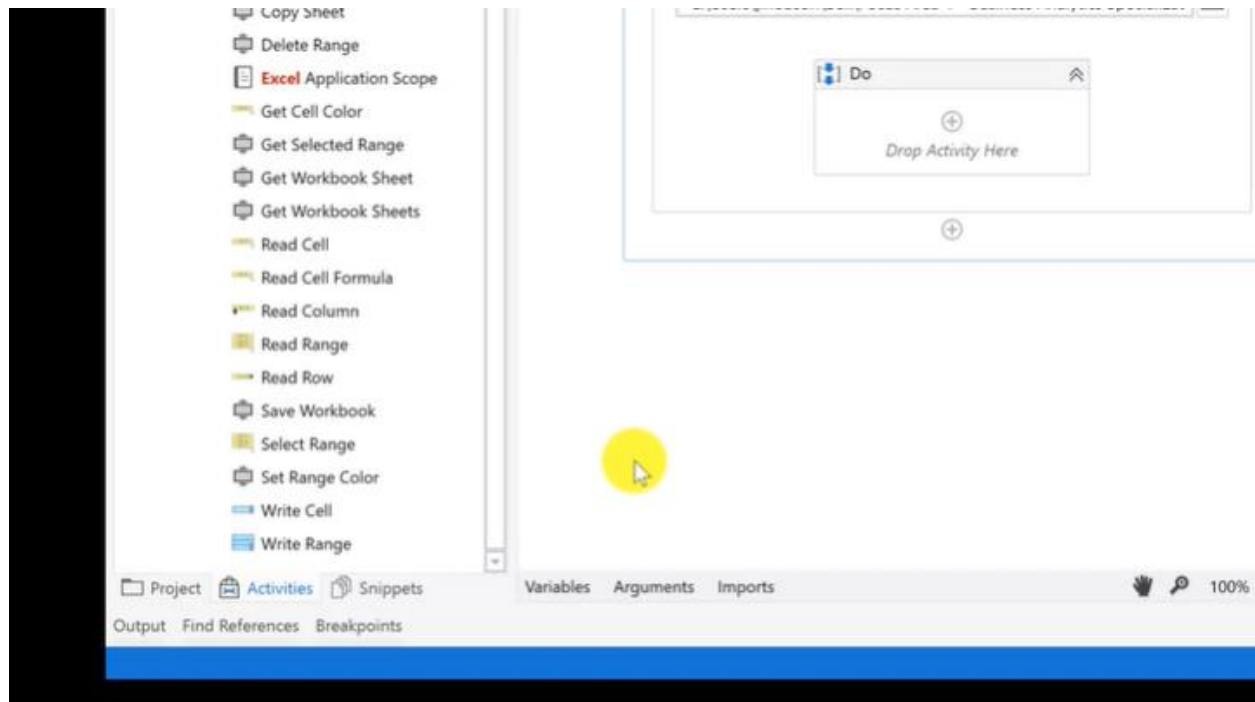 Copy Sheet
Delete Range
Excel Application Scope
Get Cell Color
Get Selected Range
Get Workbook Sheet
Get Workbook Sheets
Read Cell
Read Cell Formula
Read Column
Read Range
Read Row
Save Workbook
Select Range
Set Range Color
Write Cell
Write Range
Project Activities Snippets
Output Find References Breakpoints
Do
Drop Activity Here
Variables Arguments Imports
100%